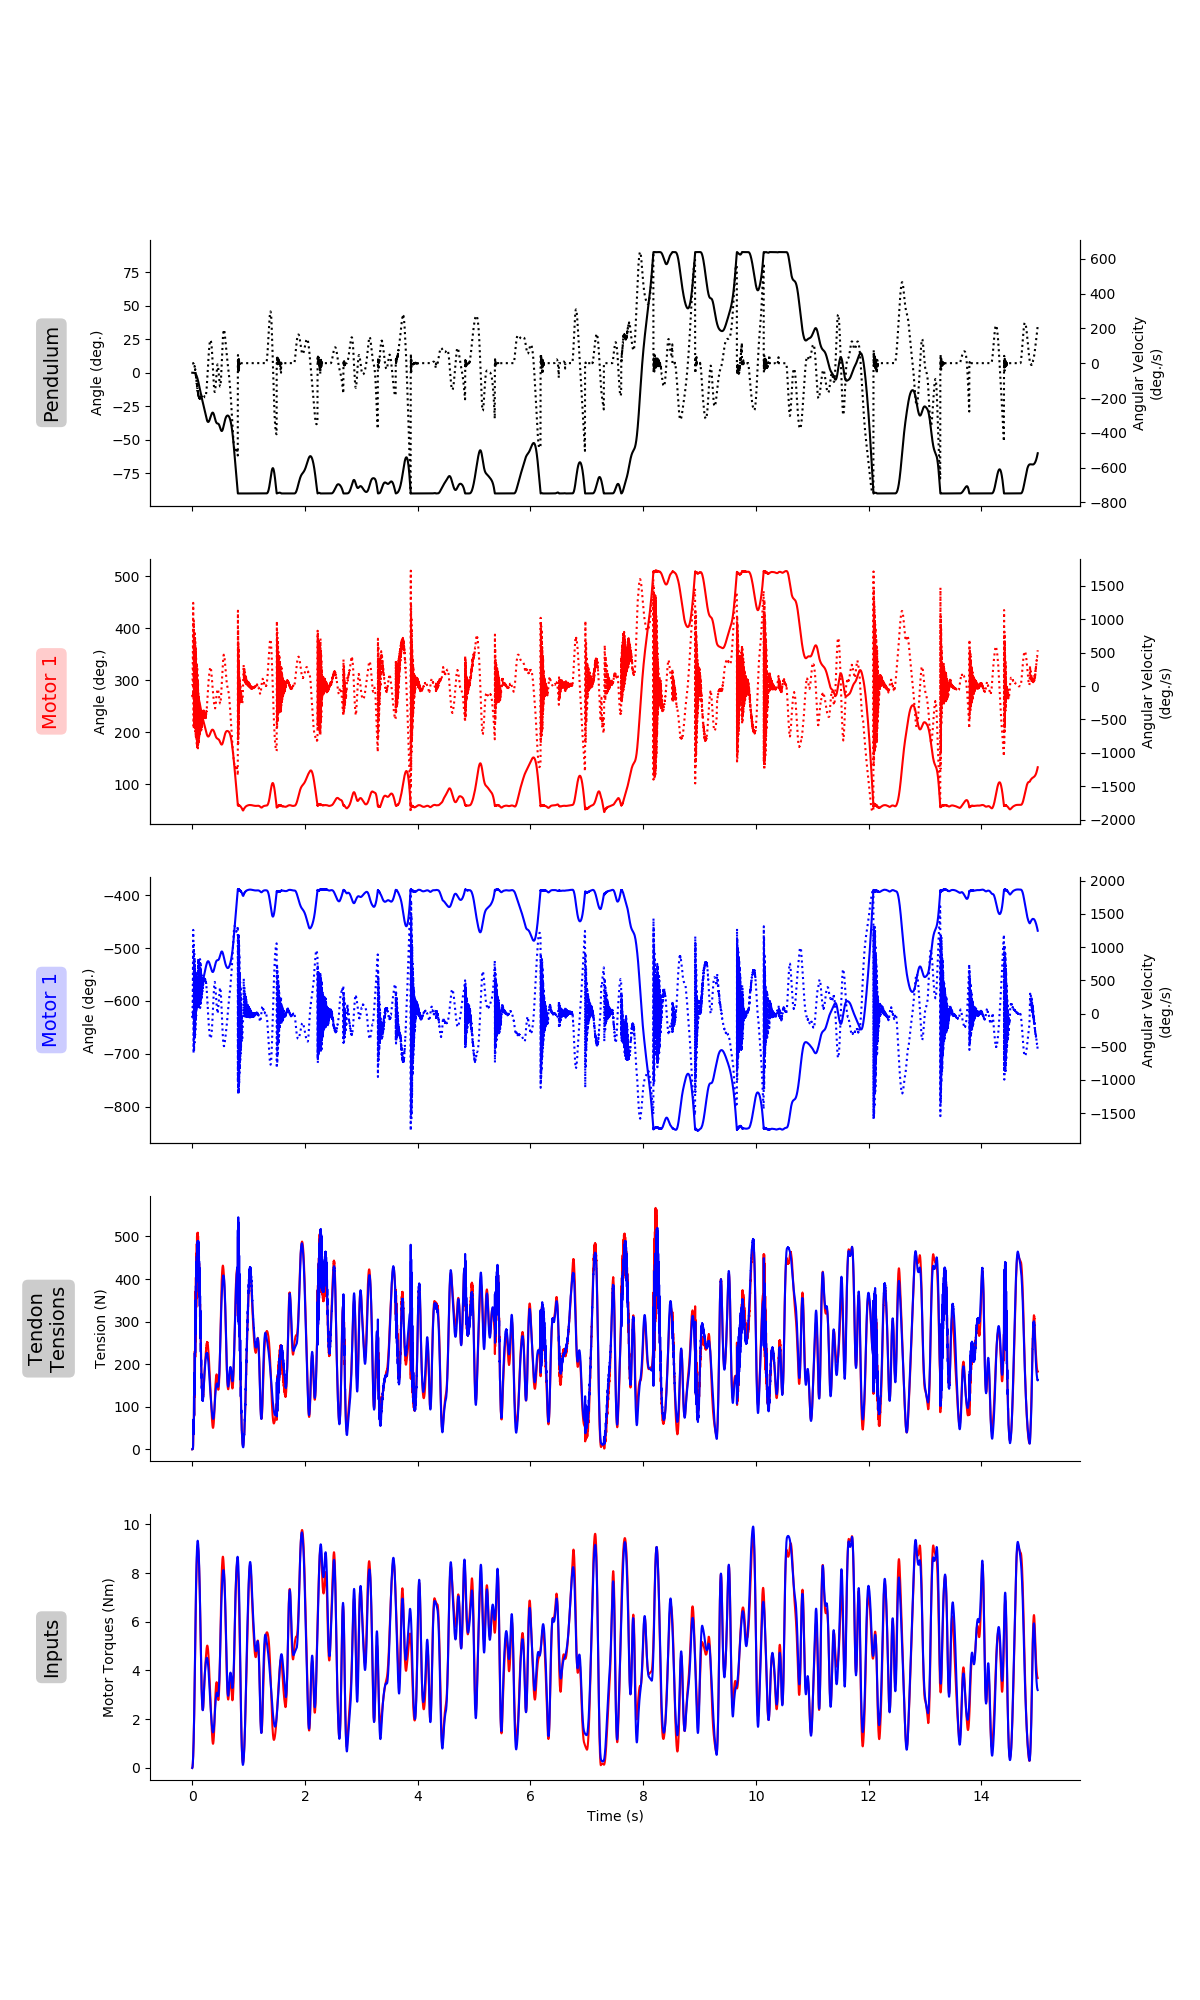 Pendulum
Angle (deg.)
75
50
25
0
−25
−50
−75
600
400
200
0
−200
−400
−600
−800
Angular Velocity
(deg./s)
Motor 1
Angle (deg.)
500
400
300
200
100
1500
1000
500
0
−500
−1000
−1500
−2000
Angular Velocity
(deg./s)
Motor 1
Angle (deg.)
−400
−500
−600
−700
−800
2000
1500
1000
500
0
−500
−1000
−1500
Angular Velocity
(deg./s)
Tendon
Tensions
Tension (N)
500
400
300
200
100
0
Inputs
Motor Torques (Nm)
10
8
6
4
2
0
0 2 4 6 8 10 12 14
Time (s)